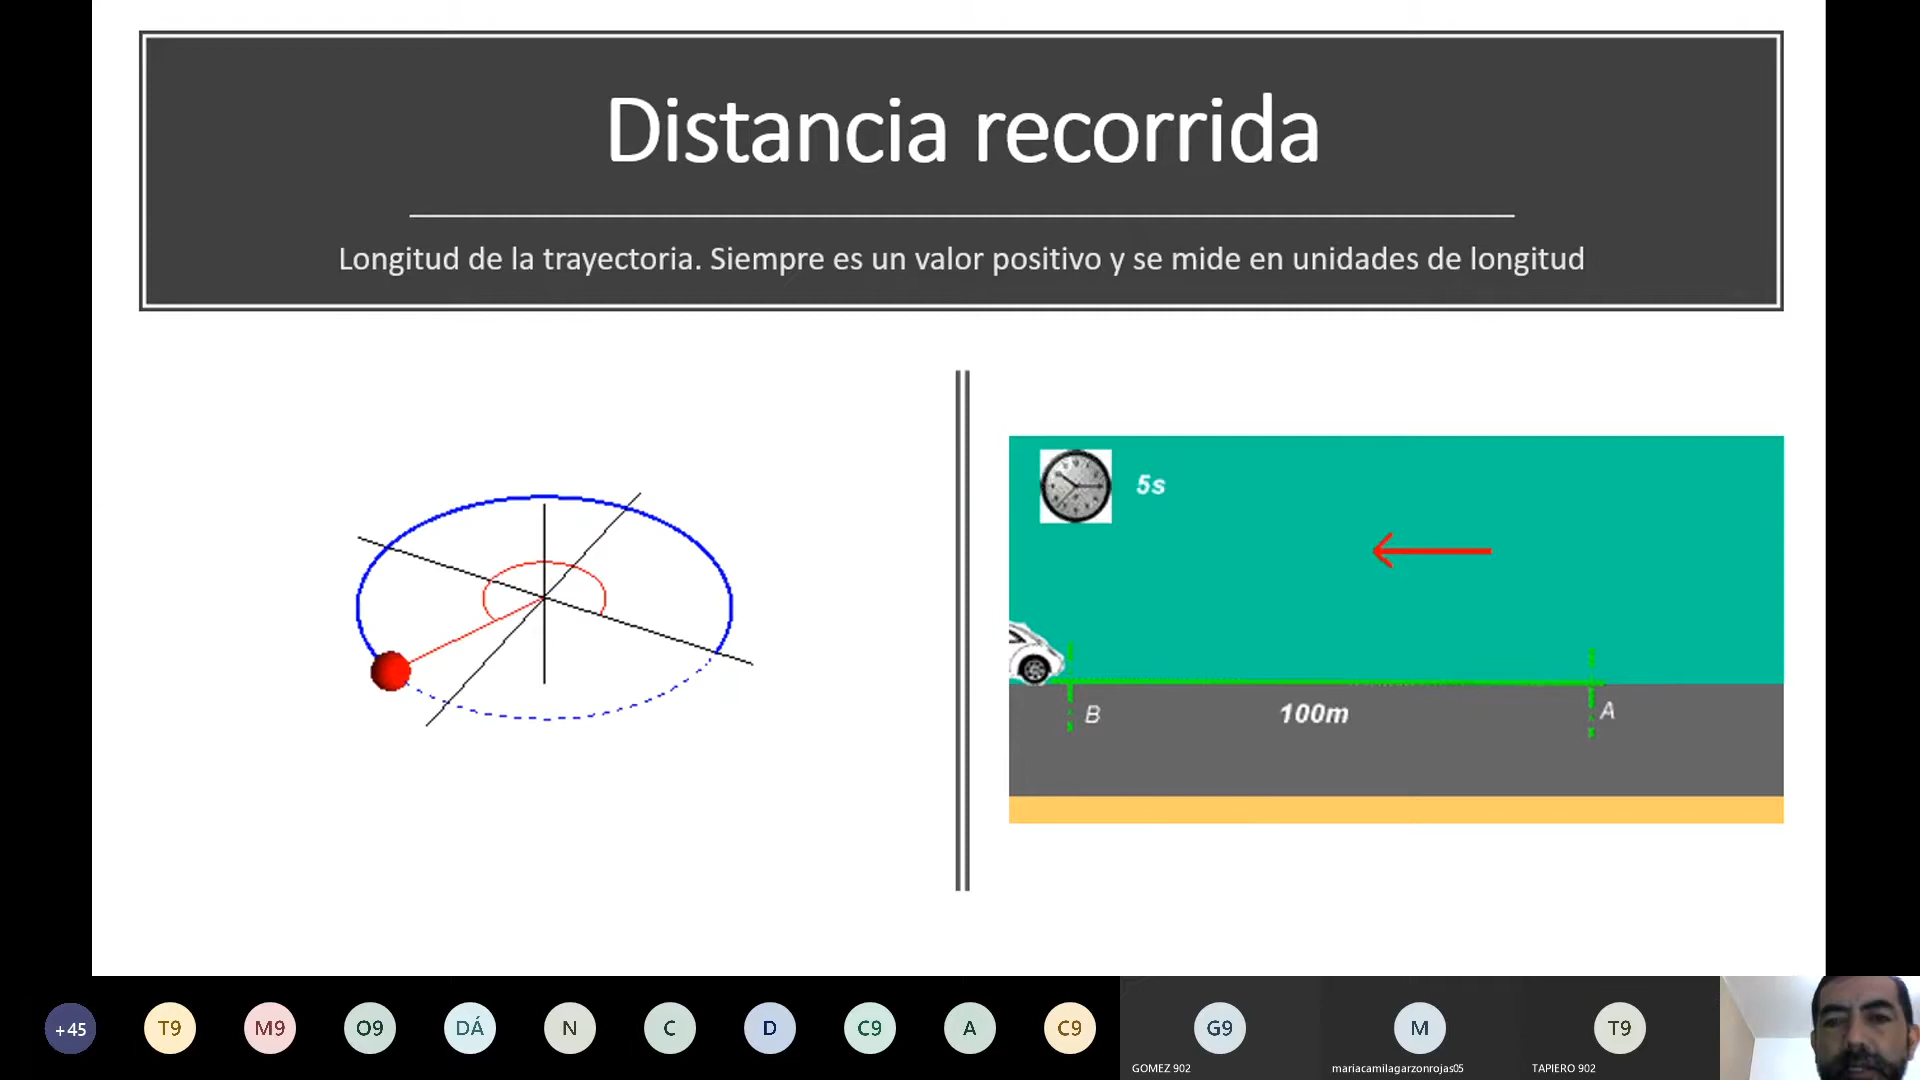 Distancia recorrida
Longitud de la trayectoria. Siempre es un valor positivo y se mide en unidades de longitud
5s
B
100m
A
+45
T9
M9
O9
DÁ
N
C
D
C9
A
C9
G9
M
T9
GOMEZ 902
mariacamilagarzonrojas05
TAPIERO 902